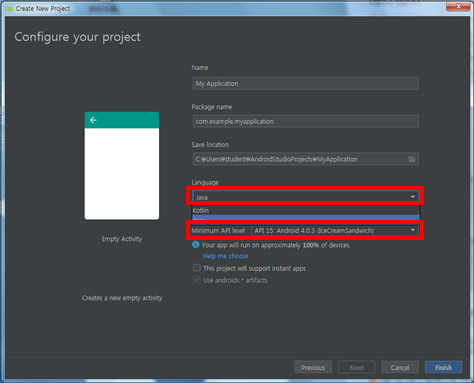 Create New Project
Configure your project
Name
My Application
Package name
com.example.myapplication
Save location
C:₩Users₩student₩AndroidStudioProjects₩MyApplication
Language
Java
Kotlin
Minimum API level API 15: Android 4.0.3 (IceCreamSandwich)
Your app will run on approximately 100% of devices.
Help me choose
This project will support instant apps
Use androidx.* artifacts
Empty Activity
Creates a new empty activity
Previous
Next
Cancel
Finish